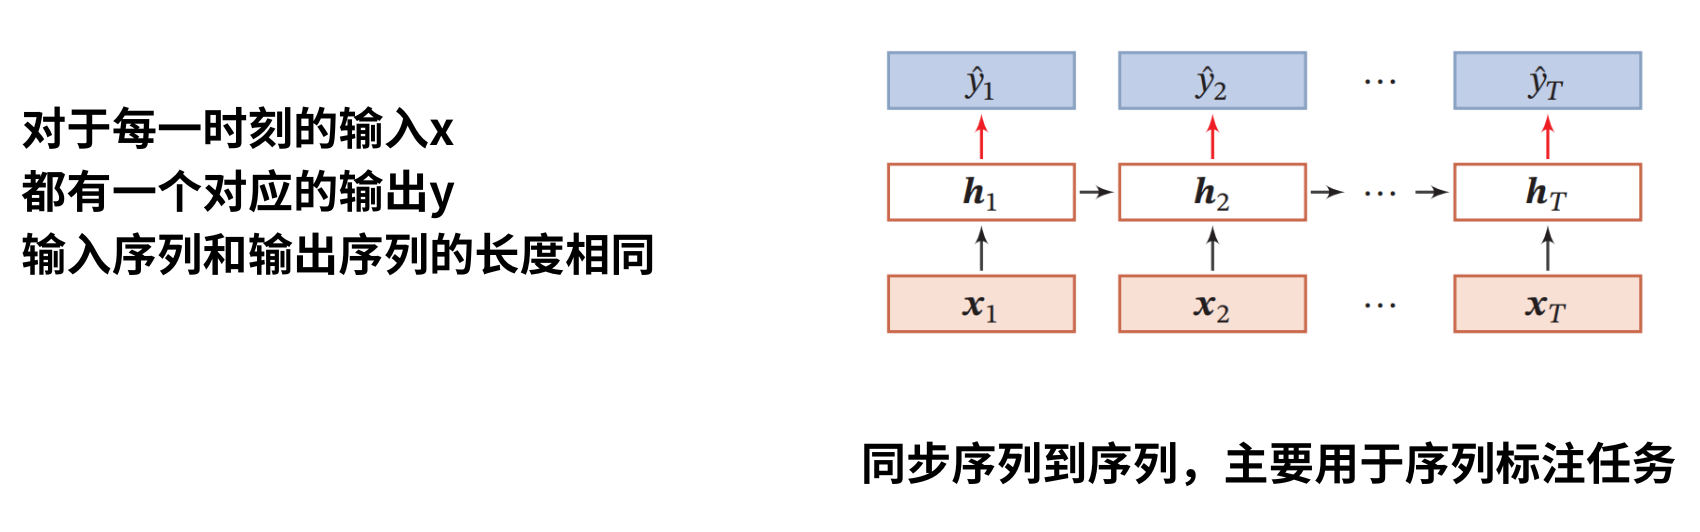 对于每一时刻的输入x
都有一个对应的输出y
输入序列和输出序列的长度相同
ŷ1 ŷ2 ··· ŷT
h1 h2 ··· hT
x1 x2 ··· xT
同步序列到序列，主要用于序列标注任务